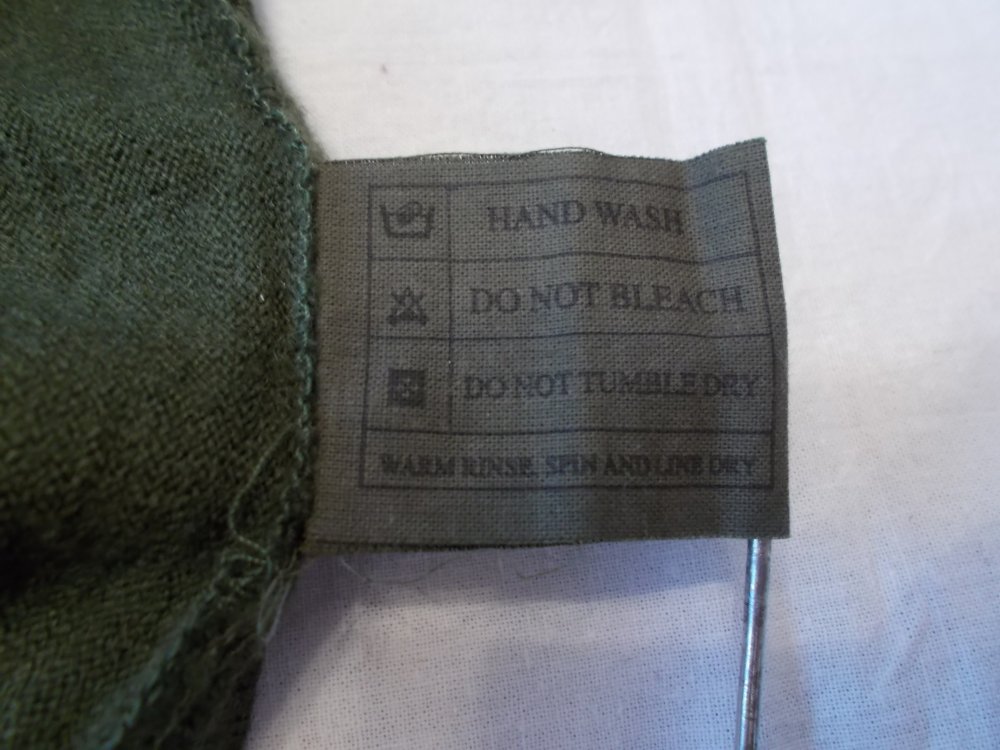 HAND WASH
DO NOT BLEACH
DO NOT TUMBLE DRY
WARM RINSE, SPIN AND LINE DRY